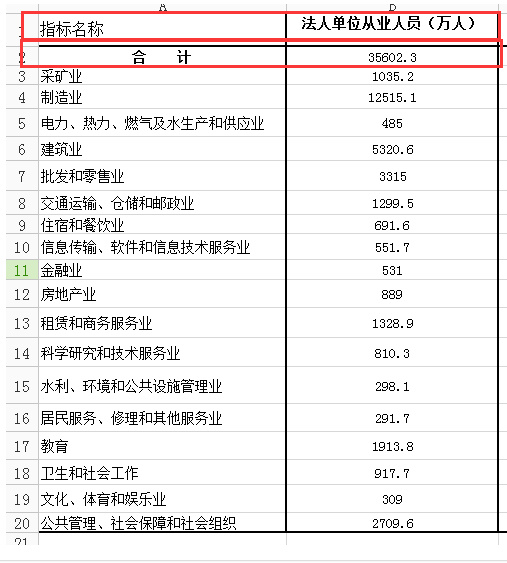 A D
1 指标名称 法人单位从业人员（万人）
2 合 计 35602.3
3 采矿业 1035.2
4 制造业 12515.1
5 电力、热力、燃气及水生产和供应业 485
6 建筑业 5320.6
7 批发和零售业 3315
8 交通运输、仓储和邮政业 1299.5
9 住宿和餐饮业 691.6
10 信息传输、软件和信息技术服务业 551.7
11 金融业 531
12 房地产业 889
13 租赁和商务服务业 1328.9
14 科学研究和技术服务业 810.3
15 水利、环境和公共设施管理业 298.1
16 居民服务、修理和其他服务业 291.7
17 教育 1913.8
18 卫生和社会工作 917.7
19 文化、体育和娱乐业 309
20 公共管理、社会保障和社会组织 2709.6
21